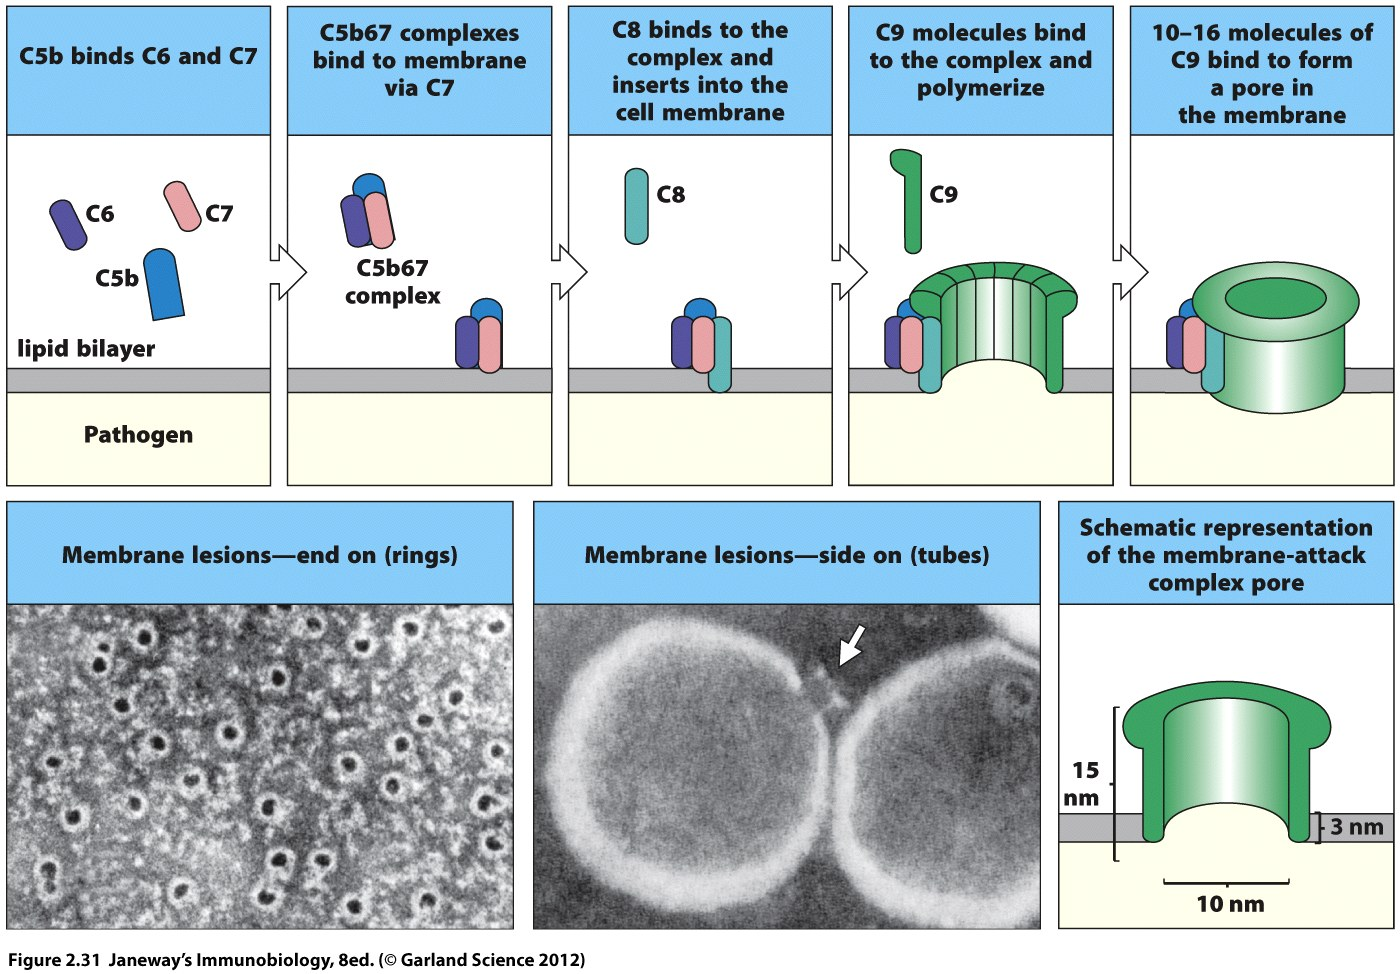 C5b binds C6 and C7
C5b67 complexes
bind to membrane
via C7
C8 binds to the
complex and
inserts into the
cell membrane
C9 molecules bind
to the complex and
polymerize
10–16 molecules of
C9 bind to form
a pore in
the membrane
C6
C7
C5b
lipid bilayer
Pathogen
C5b67
complex
C8
C9
Membrane lesions—end on (rings)
Membrane lesions—side on (tubes)
Schematic representation
of the membrane-attack
complex pore
15
nm
3 nm
10 nm
Figure 2.31 Janeway’s Immunobiology, 8ed. (© Garland Science 2012)